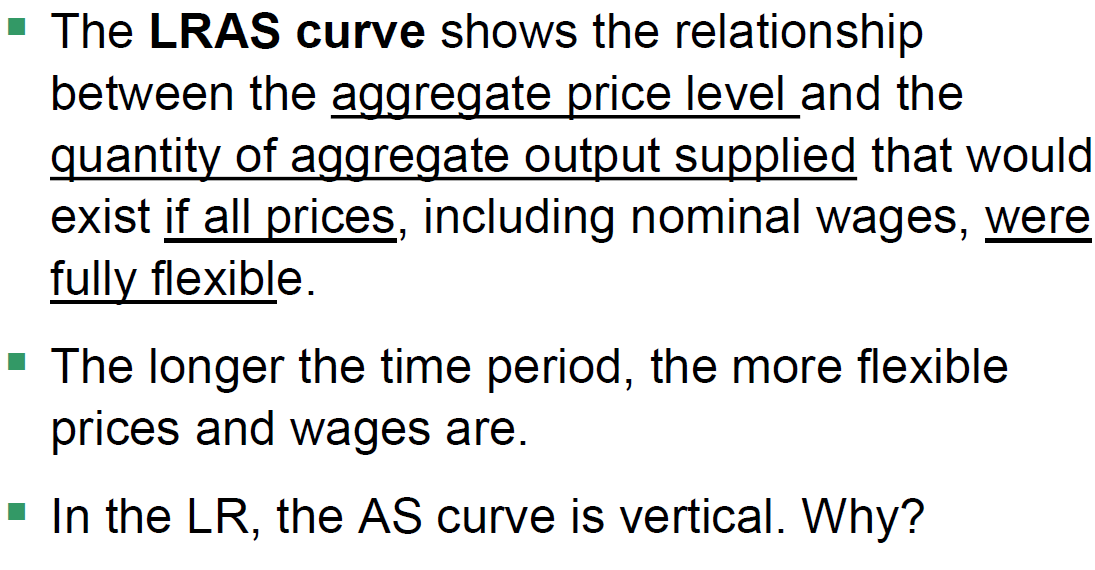 The LRAS curve shows the relationship
between the aggregate price level and the
quantity of aggregate output supplied that would
exist if all prices, including nominal wages, were
fully flexible.
The longer the time period, the more flexible
prices and wages are.
In the LR, the AS curve is vertical. Why?